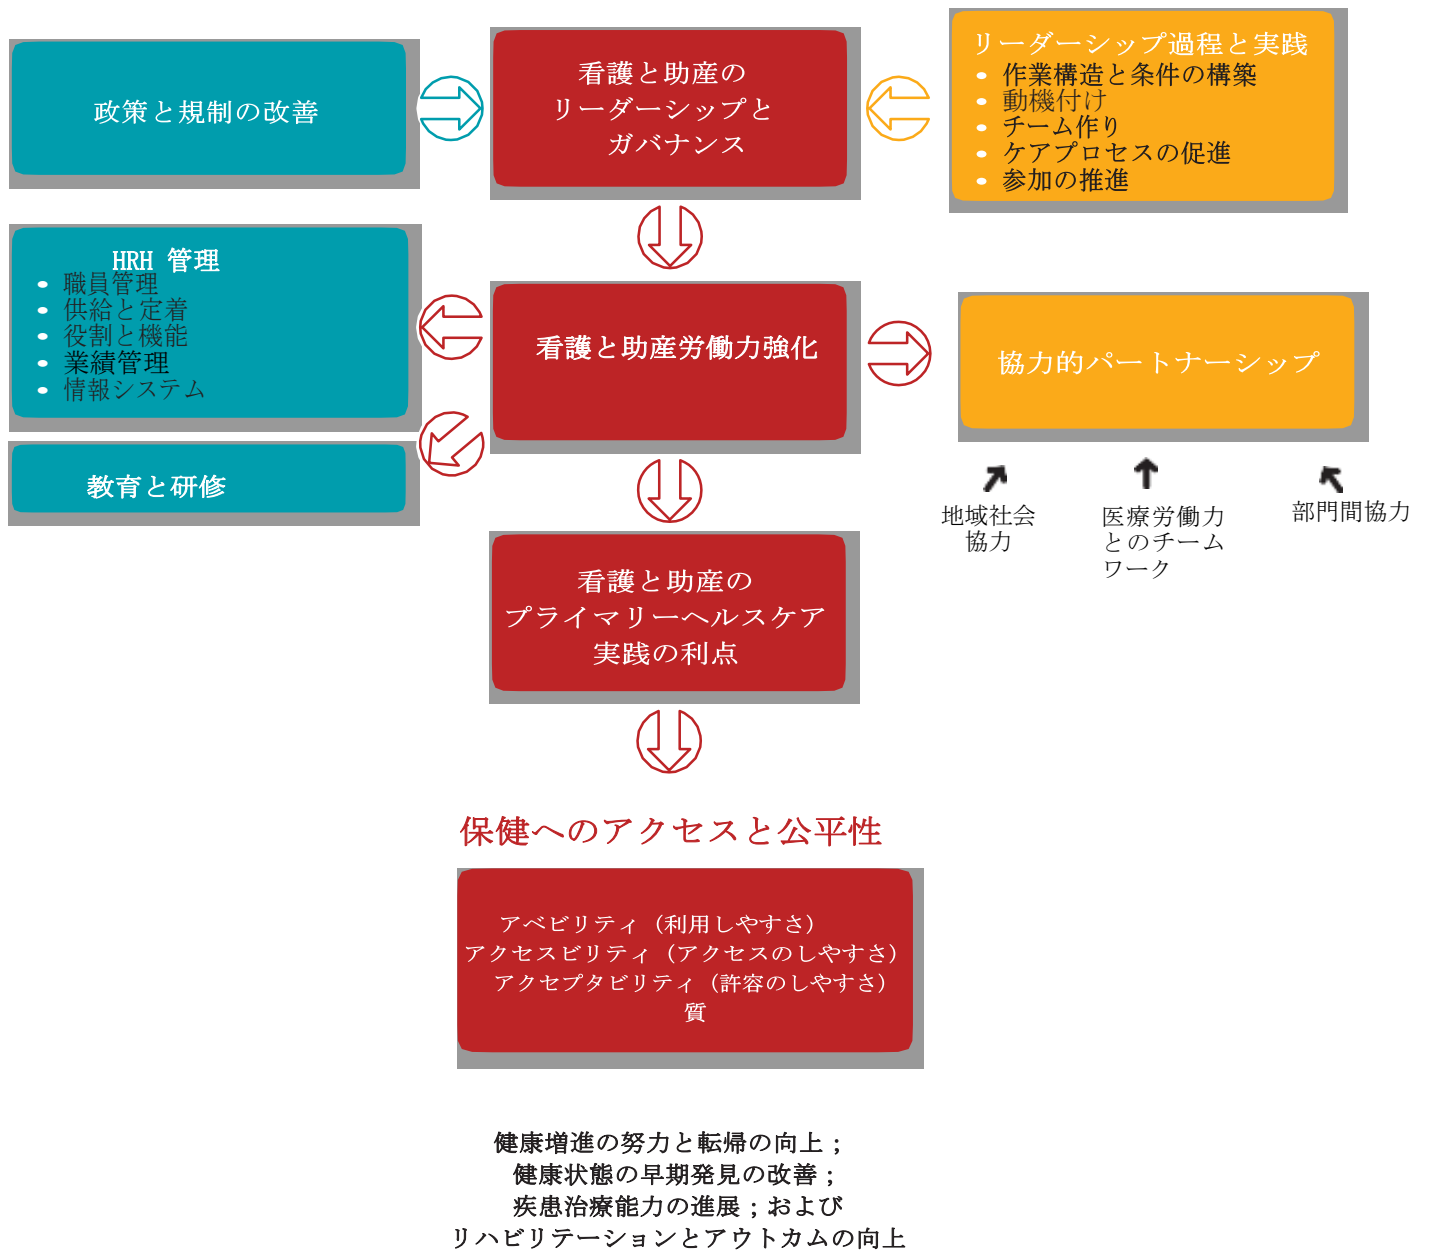 政策と規制の改善
看護と助産の
リーダーシップと
ガバナンス
リーダーシップ過程と実践
• 作業構造と条件の構築
• 動機付け
• チーム作り
• ケアプロセスの促進
• 参加の推進
HRH 管理
• 職員管理
• 供給と定着
• 役割と機能
• 業績管理
• 情報システム
看護と助産労働力強化
協力的パートナーシップ
教育と研修
地域社会
協力
医療労働力
とのチーム
ワーク
部門間協力
看護と助産の
プライマリーヘルスケア
実践の利点
保健へのアクセスと公平性
アベビリティ（利用しやすさ）
アクセスビリティ（アクセスのしやすさ）
アクセプタビリティ（許容のしやすさ）
質
健康増進の努力と転帰の向上；
健康状態の早期発見の改善；
疾患治療能力の進展；および
リハビリテーションとアウトカムの向上